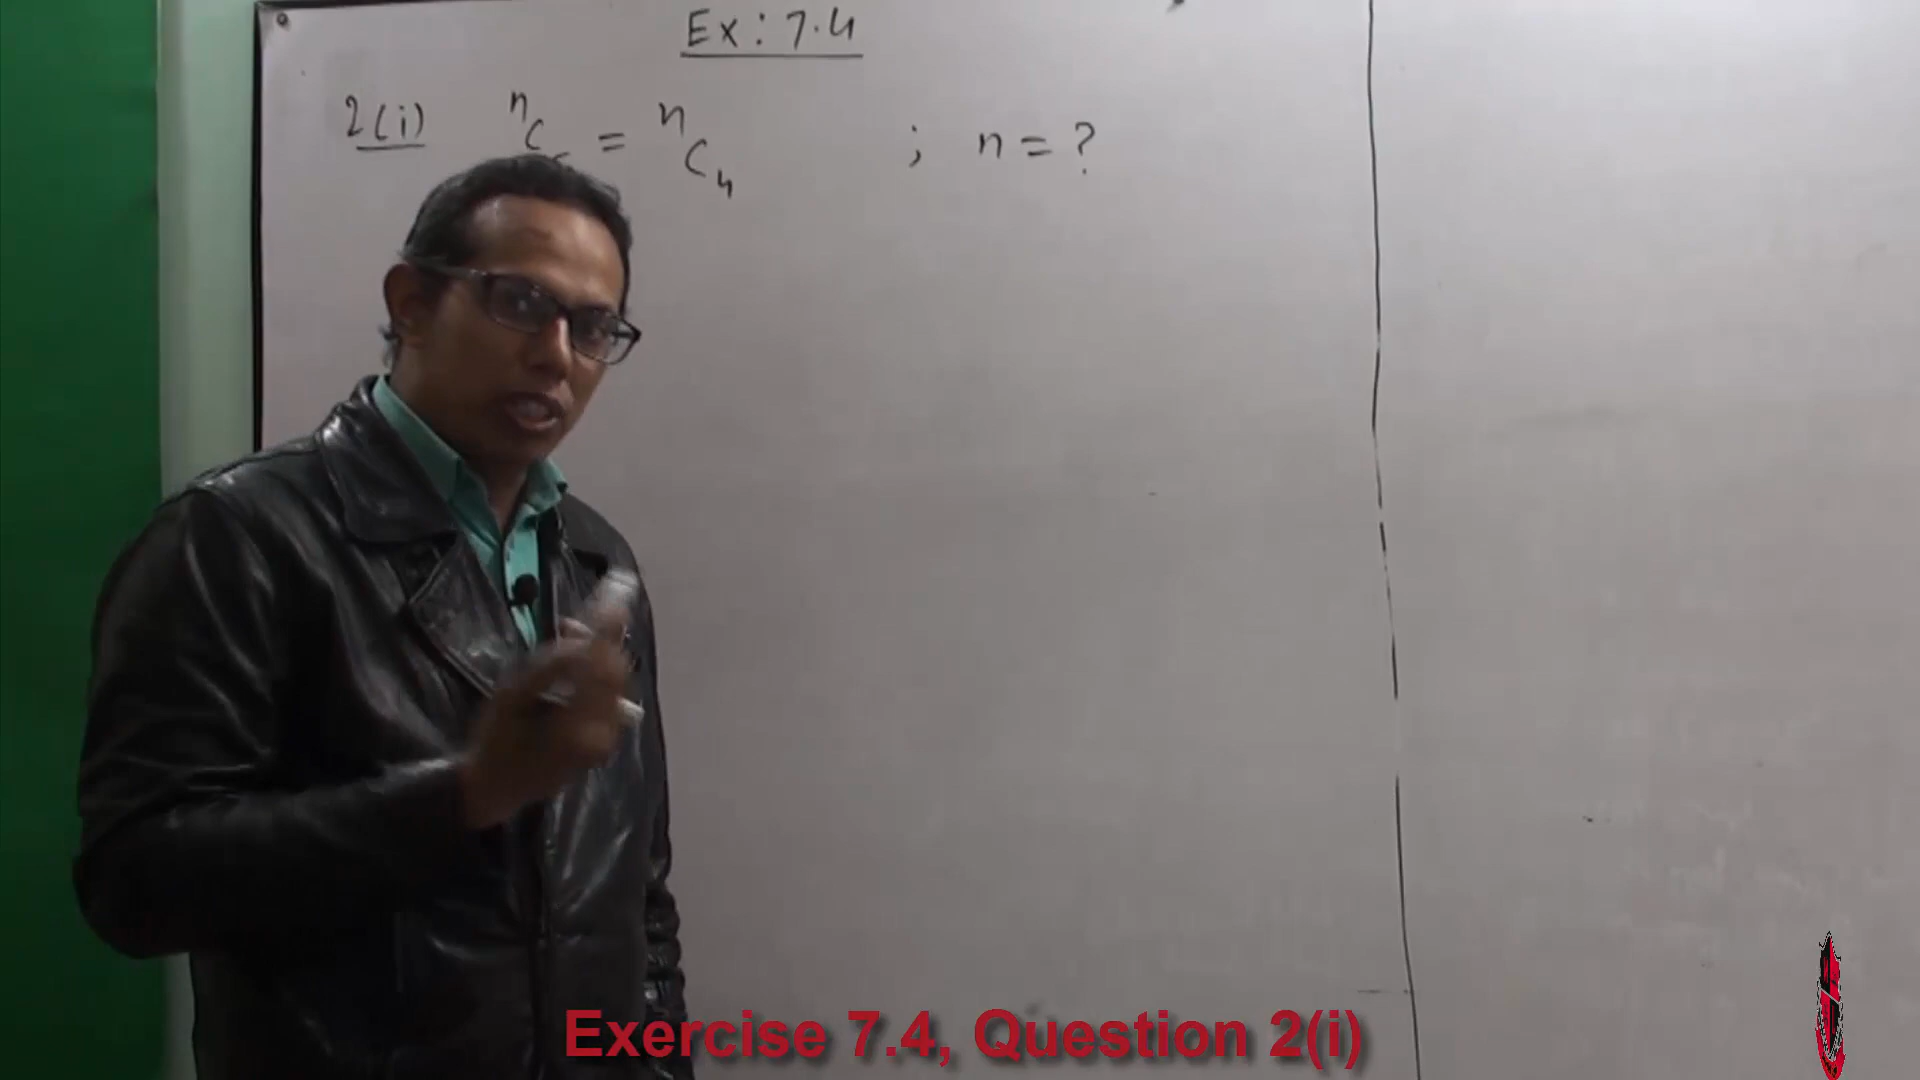 Ex: 7.4
2(i) nC = nC4 ; n = ?
Exercise 7.4, Question 2(i)